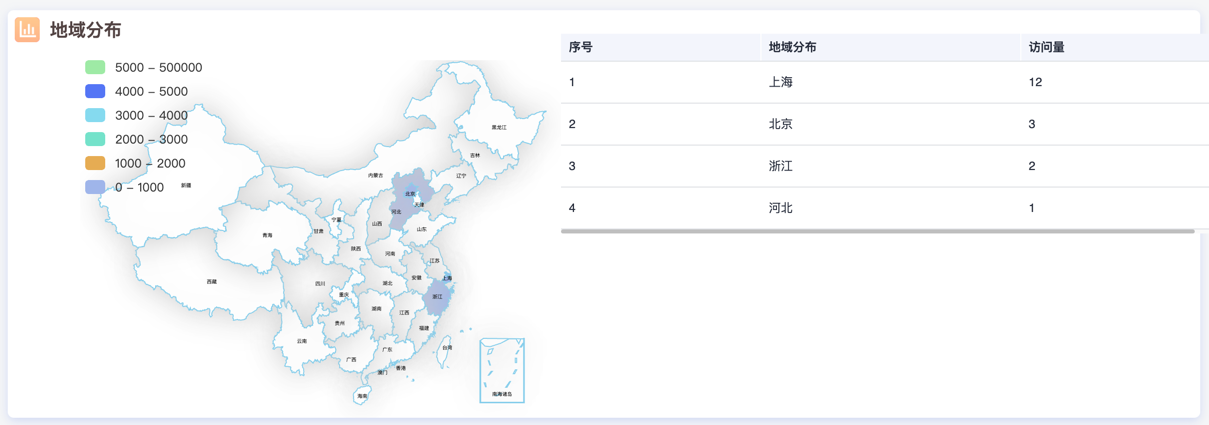 地域分布
5000 – 500000
4000 – 5000
3000 – 4000
2000 – 3000
1000 – 2000
0 – 1000
黑龙江
吉林
辽宁
内蒙古
新疆
北京
天津
河北
宁夏
山西
山东
甘肃
青海
陕西
河南
江苏
西藏
四川
湖北
安徽
上海
重庆
浙江
湖南
江西
贵州
福建
云南
广西
广东
台湾
香港
澳门
海南
南海诸岛
序号 地域分布 访问量
1 上海 12
2 北京 3
3 浙江 2
4 河北 1